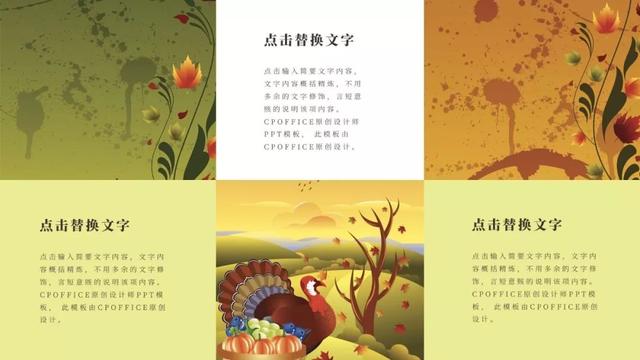 点击替换文字
点击输入简要文字内容，
文字内容概括精炼，不用
多余的文字修饰，言短意
赅的说明该项内容。
CPOFFICE原创设计师
PPT模板， 此模板由
CPOFFICE原创设计。
点击替换文字
点击输入简要文字内容，文字内
容概括精炼，不用多余的文字修
饰，言短意赅的说明该项内容。
CPOFFICE原创设计师PPT模
板， 此模板由CPOFFICE原创
设计。
点击替换文字
点击输入简要文字内容，文字内
容概括精炼，不用多余的文字修
饰，言短意赅的说明该项内容。
CPOFFICE原创设计师PPT模
板， 此模板由CPOFFICE原创
设计。